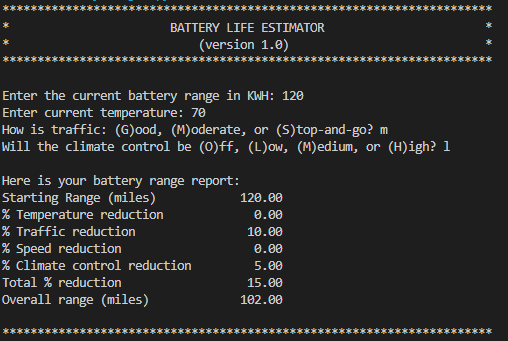 **********************************************************************
*                       BATTERY LIFE ESTIMATOR                       *
*                           (version 1.0)                            *
**********************************************************************
Enter the current battery range in KWH: 120
Enter current temperature: 70
How is traffic: (G)ood, (M)oderate, or (S)top-and-go? m
Will the climate control be (O)ff, (L)ow, (M)edium, or (H)igh? l
Here is your battery range report:
Starting Range (miles)            120.00
% Temperature reduction             0.00
% Traffic reduction                10.00
% Speed reduction                   0.00
% Climate control reduction         5.00
Total % reduction                  15.00
Overall range (miles)             102.00
**********************************************************************